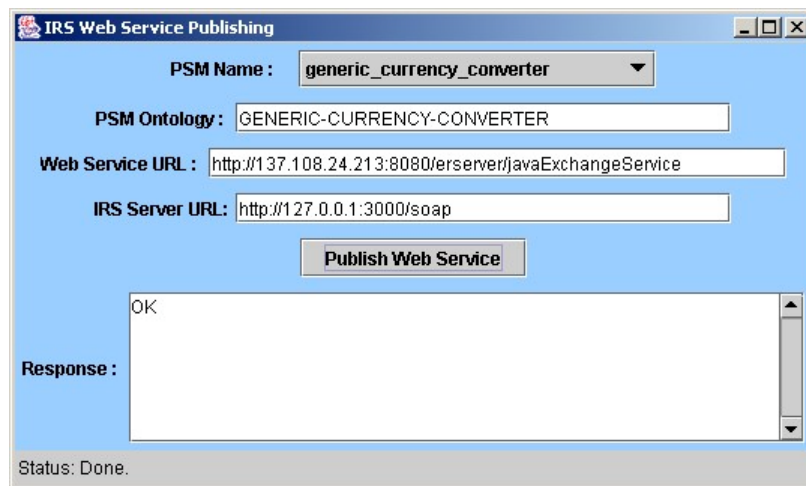 IRS Web Service Publishing
PSM Name : generic_currency_converter
PSM Ontology : GENERIC-CURRENCY-CONVERTER
Web Service URL : http://137.108.24.213:8080/erserver/javaExchangeService
IRS Server URL: http://127.0.0.1:3000/soap
Publish Web Service
OK
Response :
Status: Done.